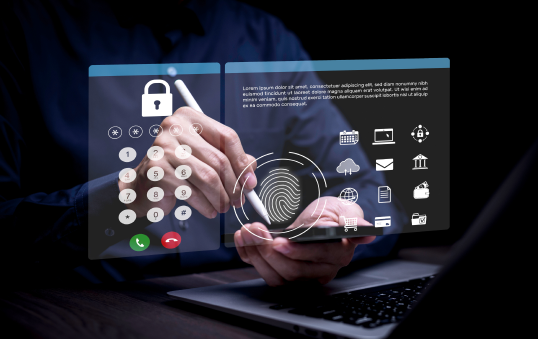 Lorem ipsum dolor sit amet, consectetuer adipiscing elit, sed diam nonummy nibh
euismod tincidunt ut laoreet dolore magna aliquam erat volutpat. Ut wisi enim ad
minim veniam, quis nostrud exerci tation ullamcorper suscipit lobortis nisl ut aliquip
ex ea commodo consequat.
* * * * *
1 2 3
4 5 6
7 8 9
* 0 #